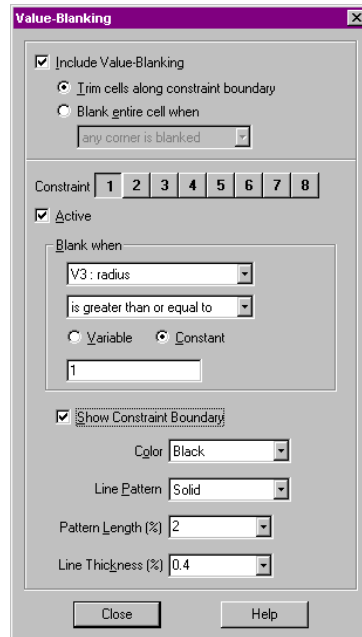 Value-Blanking
Include Value-Blanking
Trim cells along constraint boundary
Blank entire cell when
any corner is blanked
Constraint 1 2 3 4 5 6 7 8
Active
Blank when
V3 : radius
is greater than or equal to
Variable Constant
1
Show Constraint Boundary
Color Black
Line Pattern Solid
Pattern Length (%) 2
Line Thickness (%) 0.4
Close Help